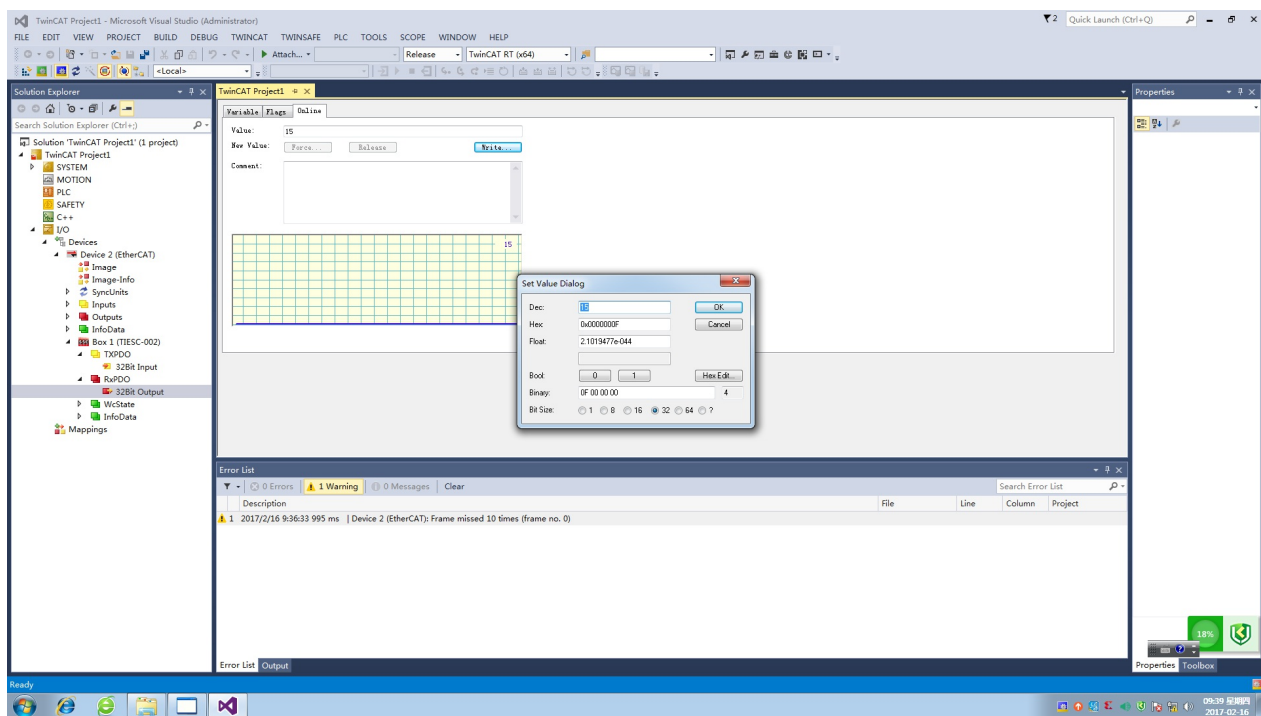 TwinCAT Project1 - Microsoft Visual Studio (Administrator)
2
Quick Launch (Ctrl+Q)
FILE EDIT VIEW PROJECT BUILD DEBUG TWINCAT TWINSAFE PLC TOOLS SCOPE WINDOW HELP
Attach...
Release
TwinCAT RT (x64)
<Local>
Solution Explorer
Search Solution Explorer (Ctrl+;)
Solution 'TwinCAT Project1' (1 project)
TwinCAT Project1
SYSTEM
MOTION
PLC
SAFETY
C++
I/O
Devices
Device 2 (EtherCAT)
Image
Image-Info
SyncUnits
Inputs
Outputs
InfoData
Box 1 (TIESC-002)
TXPDO
32Bit Input
RxPDO
32Bit Output
WcState
InfoData
Mappings
TwinCAT Project1
Variable Flags Online
Value: 15
New Value: Force... Release Write...
Comment:
15
Set Value Dialog
Dec: 15 OK
Hex: 0x0000000F Cancel
Float: 2.1019477e-044
Bool: 0 1 Hex Edit...
Binary: 0F 00 00 00 4
Bit Size: 1 8 16 32 64 ?
Error List
0 Errors 1 Warning 0 Messages Clear
Search Error List
Description File Line Column Project
1 2017/2/16 9:36:33 995 ms | Device 2 (EtherCAT): Frame missed 10 times (frame no. 0)
Error List Output
Properties
18%
Properties Toolbox
Ready
09:39 星期四
2017-02-16